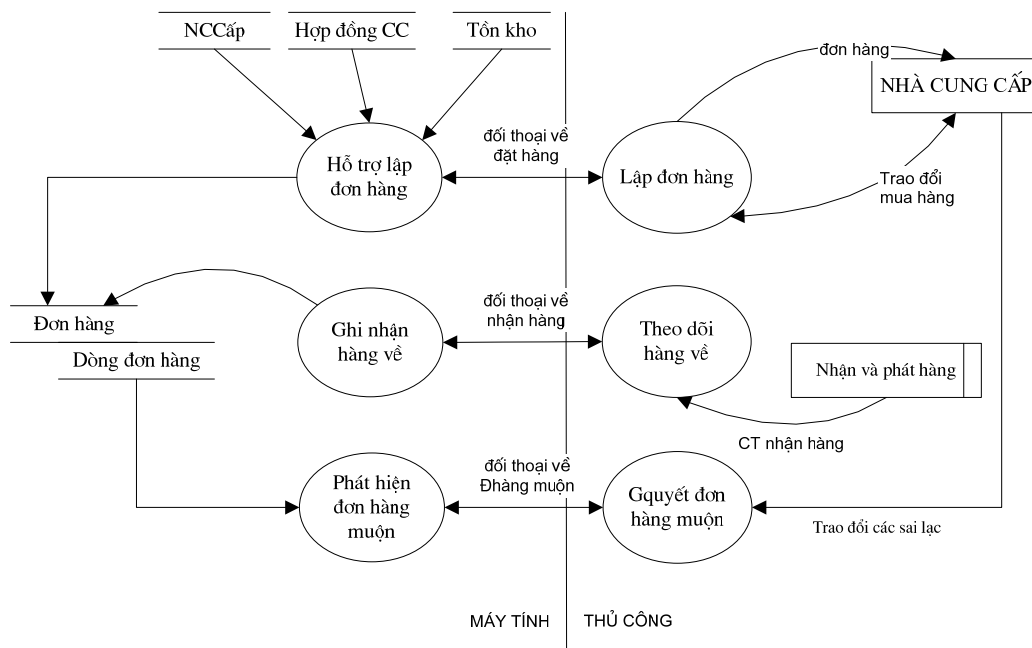 NCCấp
Hợp đồng CC
Tồn kho
đơn hàng
NHÀ CUNG CẤP
đối thoại về
đặt hàng
Hỗ trợ lập
đơn hàng
Lập đơn hàng
Trao đổi
mua hàng
Đơn hàng
Dòng đơn hàng
Ghi nhận
hàng về
đối thoại về
nhận hàng
Theo dõi
hàng về
Nhận và phát hàng
CT nhận hàng
Phát hiện
đơn hàng
muộn
đối thoại về
Đhàng muộn
Gquyết đơn
hàng muộn
Trao đổi các sai lạc
MÁY TÍNH
THỦ CÔNG